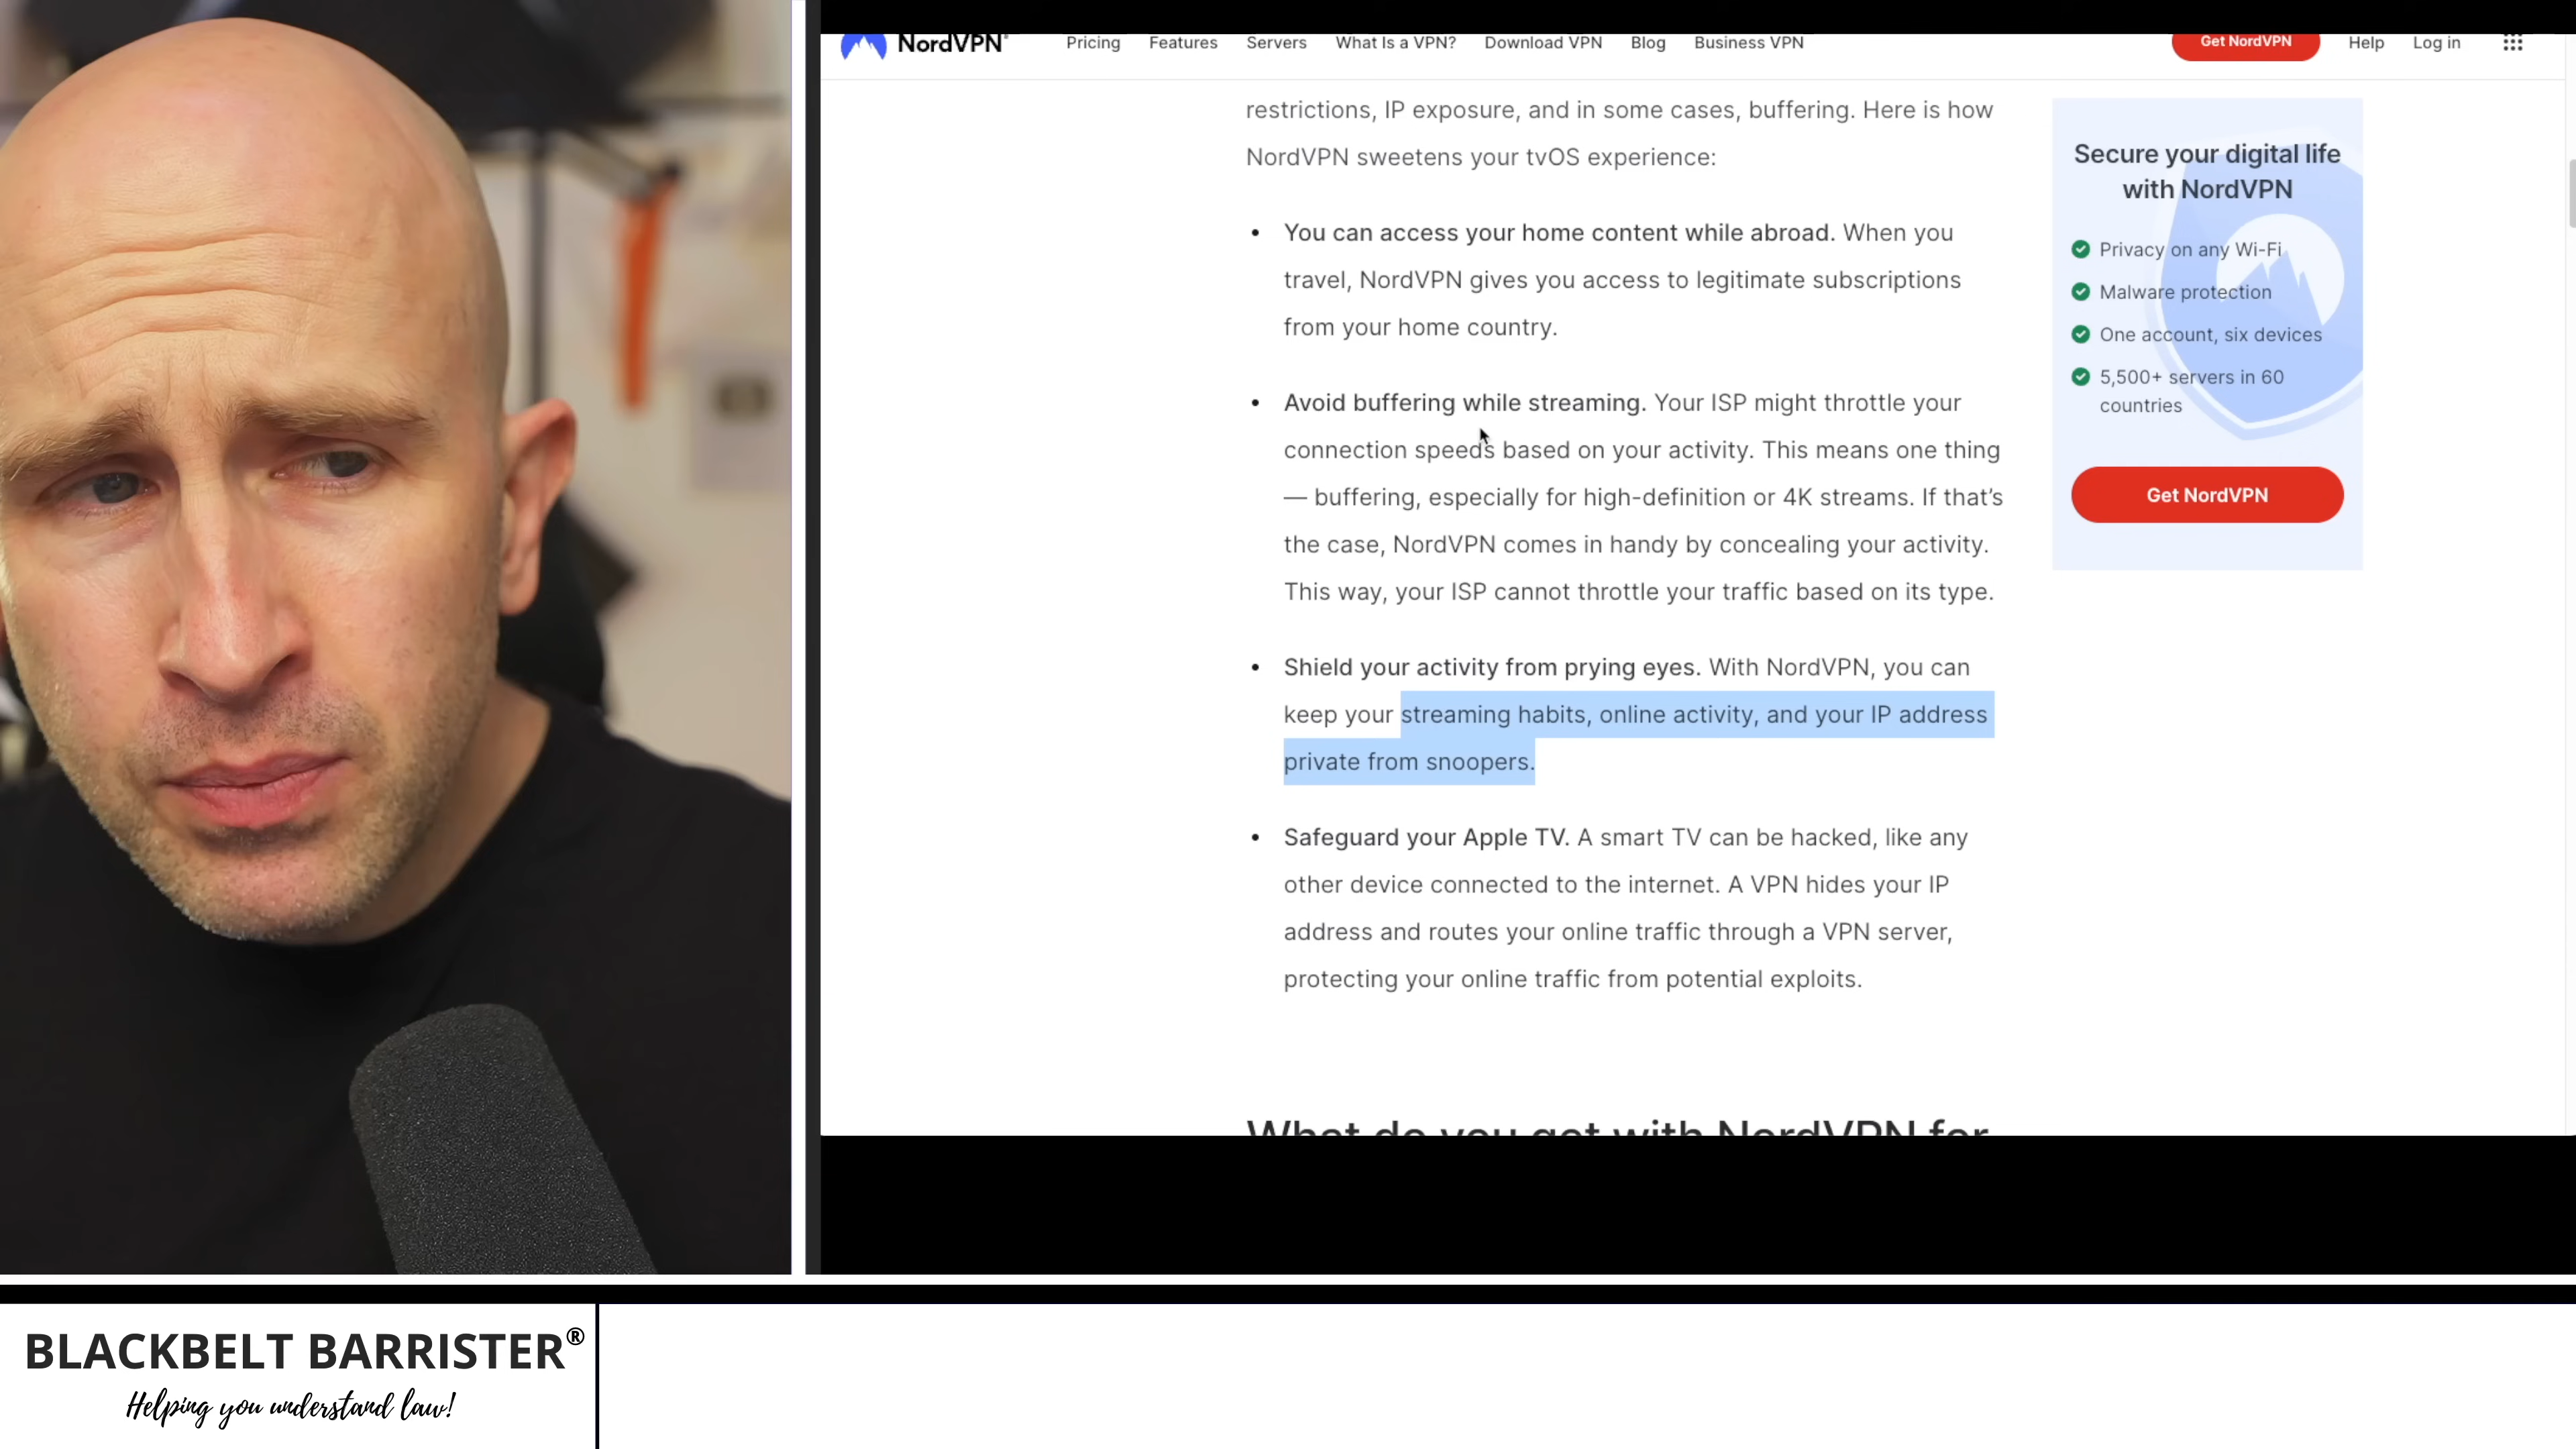 NordVPN®
Pricing Features Servers What Is a VPN? Download VPN Blog Business VPN
Get NordVPN Help Log in
restrictions, IP exposure, and in some cases, buffering. Here is how
NordVPN sweetens your tvOS experience:
• You can access your home content while abroad. When you
travel, NordVPN gives you access to legitimate subscriptions
from your home country.
• Avoid buffering while streaming. Your ISP might throttle your
connection speeds based on your activity. This means one thing
— buffering, especially for high-definition or 4K streams. If that’s
the case, NordVPN comes in handy by concealing your activity.
This way, your ISP cannot throttle your traffic based on its type.
• Shield your activity from prying eyes. With NordVPN, you can
keep your streaming habits, online activity, and your IP address
private from snoopers.
• Safeguard your Apple TV. A smart TV can be hacked, like any
other device connected to the internet. A VPN hides your IP
address and routes your online traffic through a VPN server,
protecting your online traffic from potential exploits.
What do you get with NordVPN for
Secure your digital life
with NordVPN
Privacy on any Wi-Fi
Malware protection
One account, six devices
5,500+ servers in 60
countries
Get NordVPN
BLACKBELT BARRISTER®
Helping you understand law!